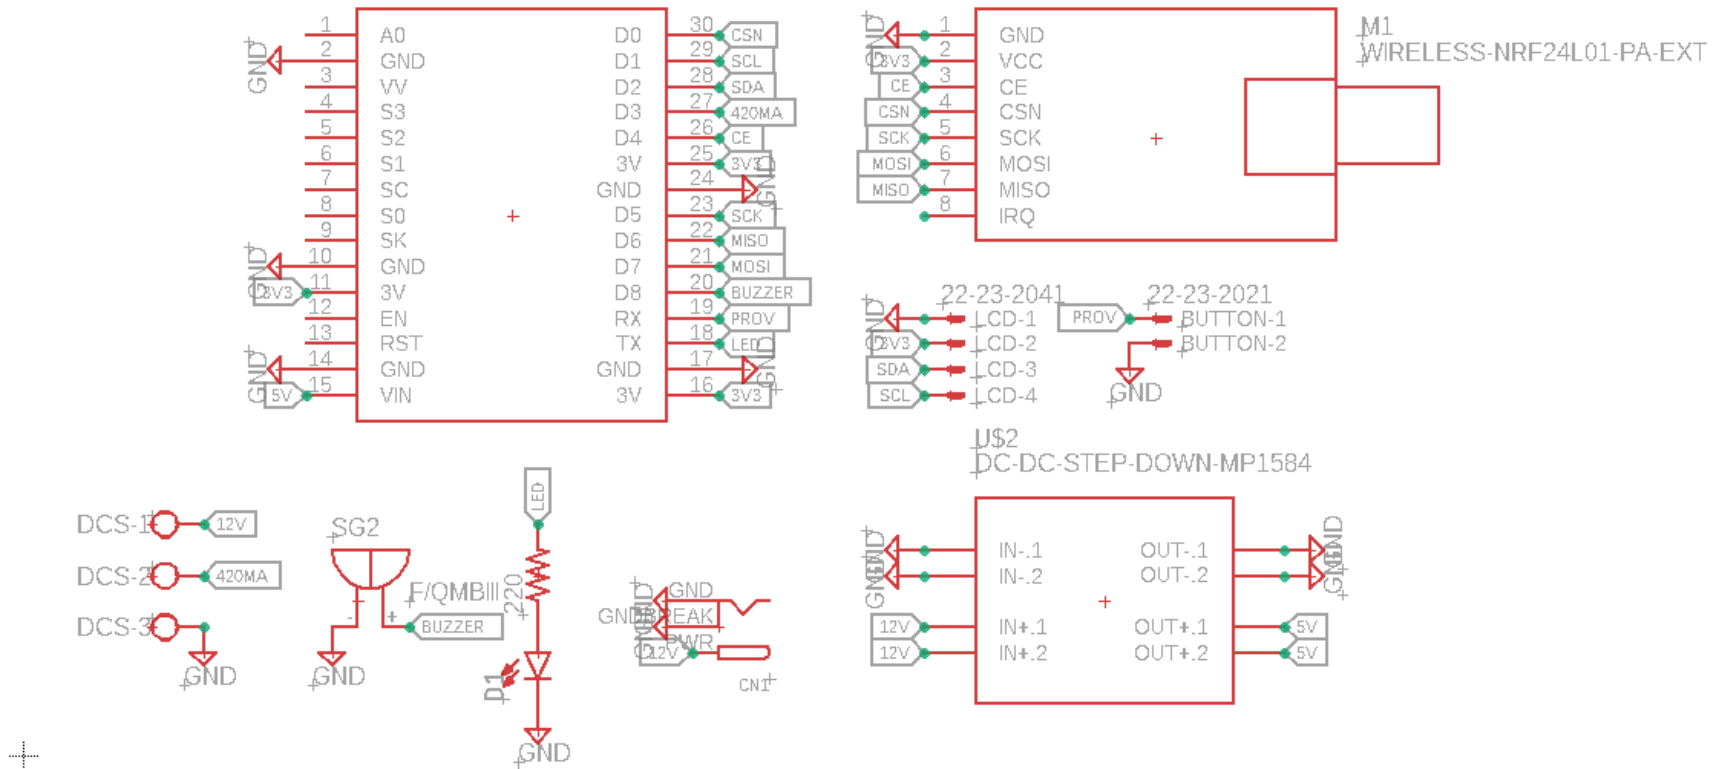 1 A0
GND 2 GND
3 VV
4 S3
5 S2
6 S1
7 SC
8 S0
9 SK
GND 10 GND
3V3 11 3V
12 EN
13 RST
GND 14 GND
5V 15 VIN
D0 30 CSN
D1 29 SCL
D2 28 SDA
D3 27 420MA
D4 26 CE
3V 25 3V3
GND 24 GND
D5 23 SCK
D6 22 MISO
D7 21 MOSI
D8 20 BUZZER
RX 19 PROV
TX 18 LED
GND 17 GND
3V 16 3V3
M1
WIRELESS-NRF24L01-PA-EXT
GND 1 GND
3V3 2 VCC
CE 3 CE
CSN 4 CSN
SCK 5 SCK
MOSI 6 MOSI
MISO 7 MISO
8 IRQ
22-23-2041
GND LCD-1
3V3 LCD-2
SDA LCD-3
SCL LCD-4
22-23-2021
PROV BUTTON-1
BUTTON-2
GND
DCS-1 12V
DCS-2 420MA
DCS-3
GND
SG2
F/QMBIII
- +
BUZZER
GND
LED
220
D1
GND
GND GND
GND GNDBREAK
12V PWR
CN1
U$2
DC-DC-STEP-DOWN-MP1584
GND IN-.1 OUT-.1 GND
GND IN-.2 OUT-.2 GND
12V IN+.1 OUT+.1 5V
12V IN+.2 OUT+.2 5V